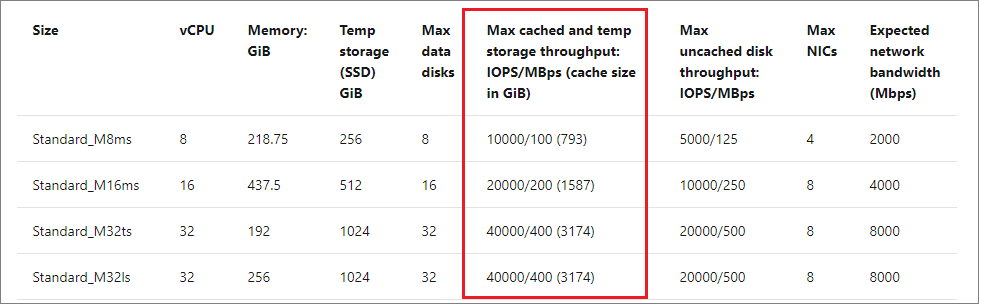 Size vCPU Memory: GiB Temp storage (SSD) GiB Max data disks Max cached and temp storage throughput: IOPS/MBps (cache size in GiB) Max uncached disk throughput: IOPS/MBps Max NICs Expected network bandwidth (Mbps)
Standard_M8ms 8 218.75 256 8 10000/100 (793) 5000/125 4 2000
Standard_M16ms 16 437.5 512 16 20000/200 (1587) 10000/250 8 4000
Standard_M32ts 32 192 1024 32 40000/400 (3174) 20000/500 8 8000
Standard_M32ls 32 256 1024 32 40000/400 (3174) 20000/500 8 8000